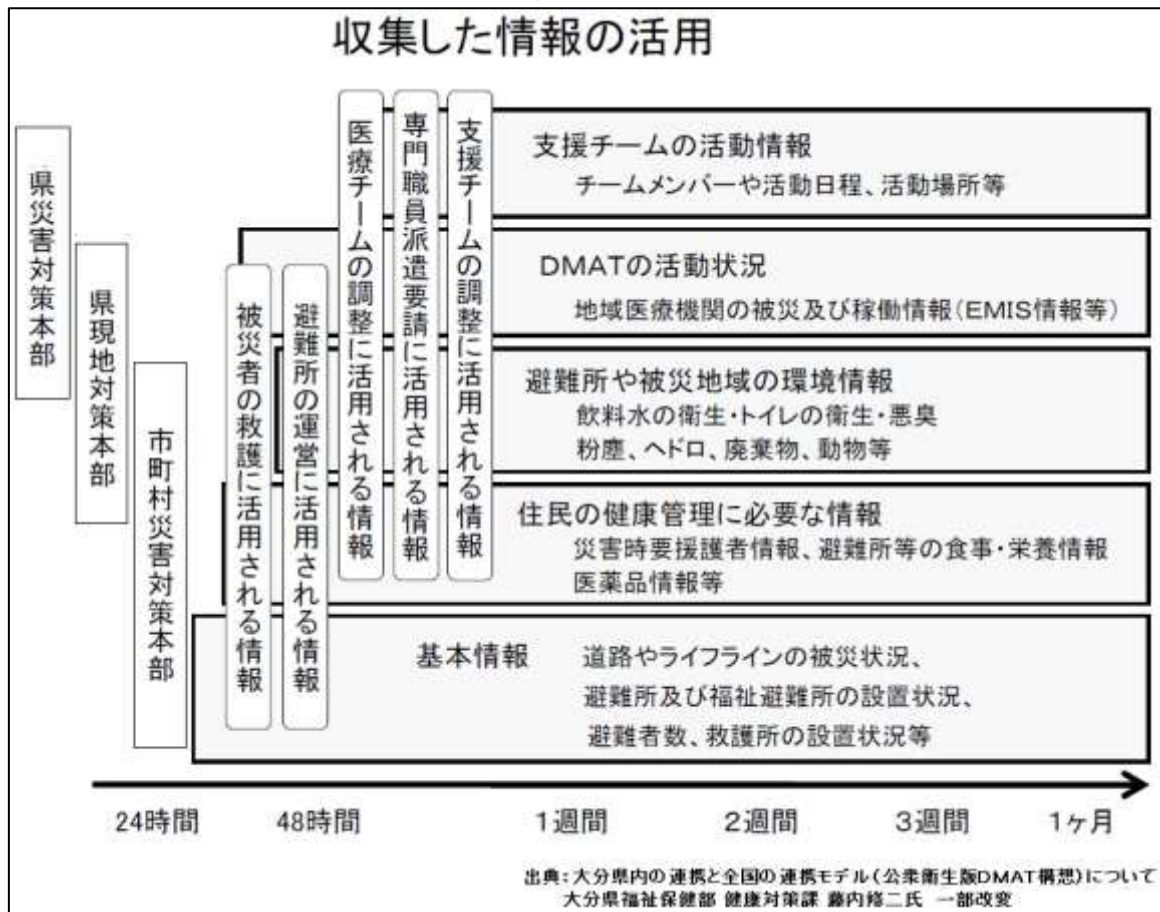 収集した情報の活用
県災害対策本部
県現地対策本部
市町村災害対策本部
被災者の救護に活用される情報
避難所の運営に活用される情報
医療チームの調整に活用される情報
専門職員派遣要請に活用される情報
支援チームの調整に活用される情報
支援チームの活動情報
チームメンバーや活動日程、活動場所等
DMATの活動状況
地域医療機関の被災及び稼働情報(EMIS情報等)
避難所や被災地域の環境情報
飲料水の衛生・トイレの衛生・悪臭
粉塵、ヘドロ、廃棄物、動物等
住民の健康管理に必要な情報
災害時要援護者情報、避難所等の食事・栄養情報
医薬品情報等
基本情報 道路やライフラインの被災状況、
避難所及び福祉避難所の設置状況、
避難者数、救護所の設置状況等
24時間 48時間 1週間 2週間 3週間 1ヶ月
出典:大分県内の連携と全国の連携モデル(公衆衛生版DMAT構想)について
大分県福祉保健部 健康対策課 藤内修二氏 一部改変